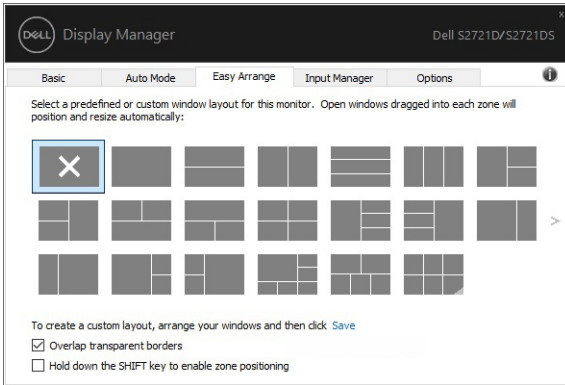 x
DELL Display Manager Dell S2721D/S2721DS
Basic Auto Mode Easy Arrange Input Manager Options
Select a predefined or custom window layout for this monitor. Open windows dragged into each zone will
position and resize automatically:
To create a custom layout, arrange your windows and then click Save
Overlap transparent borders
Hold down the SHIFT key to enable zone positioning